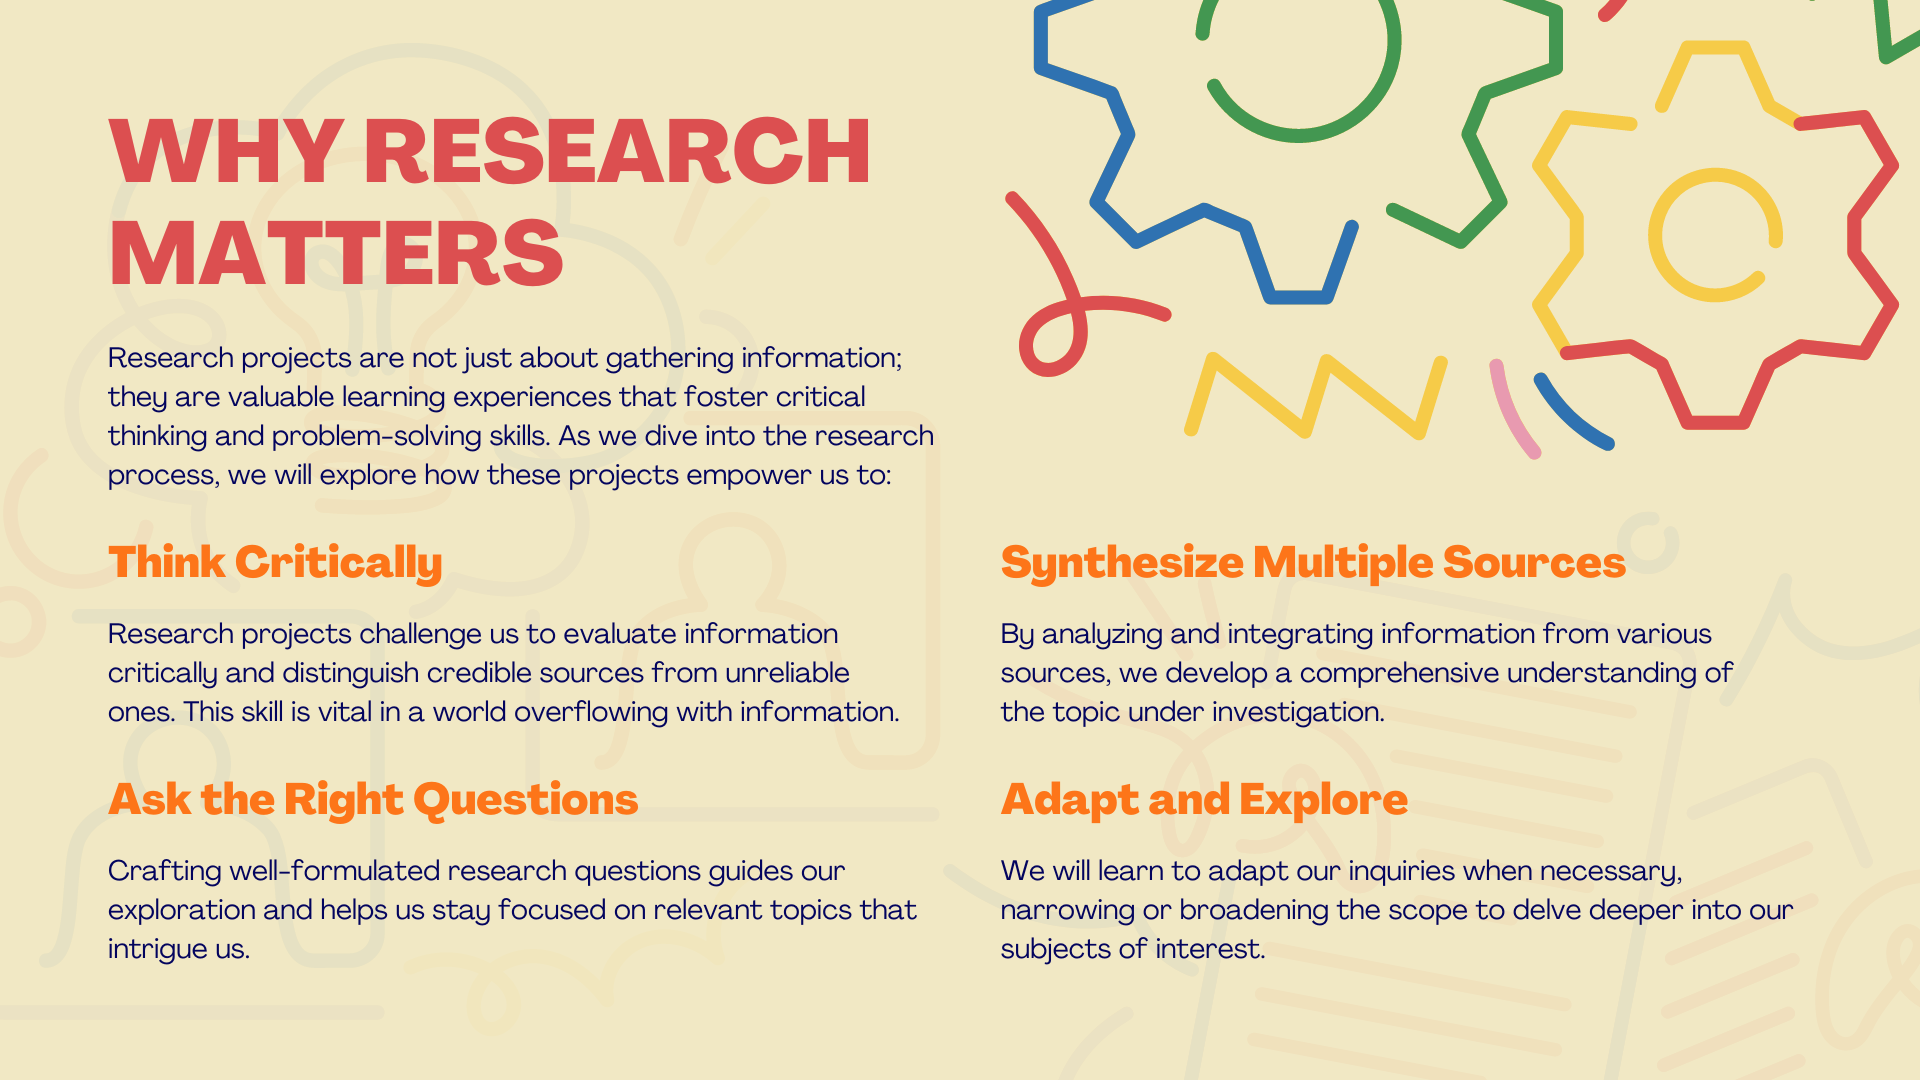 WHY RESEARCH
MATTERS
Research projects are not just about gathering information;
they are valuable learning experiences that foster critical
thinking and problem-solving skills. As we dive into the research
process, we will explore how these projects empower us to:
Think Critically
Research projects challenge us to evaluate information
critically and distinguish credible sources from unreliable
ones. This skill is vital in a world overflowing with information.
Ask the Right Questions
Crafting well-formulated research questions guides our
exploration and helps us stay focused on relevant topics that
intrigue us.
Synthesize Multiple Sources
By analyzing and integrating information from various
sources, we develop a comprehensive understanding of
the topic under investigation.
Adapt and Explore
We will learn to adapt our inquiries when necessary,
narrowing or broadening the scope to delve deeper into our
subjects of interest.